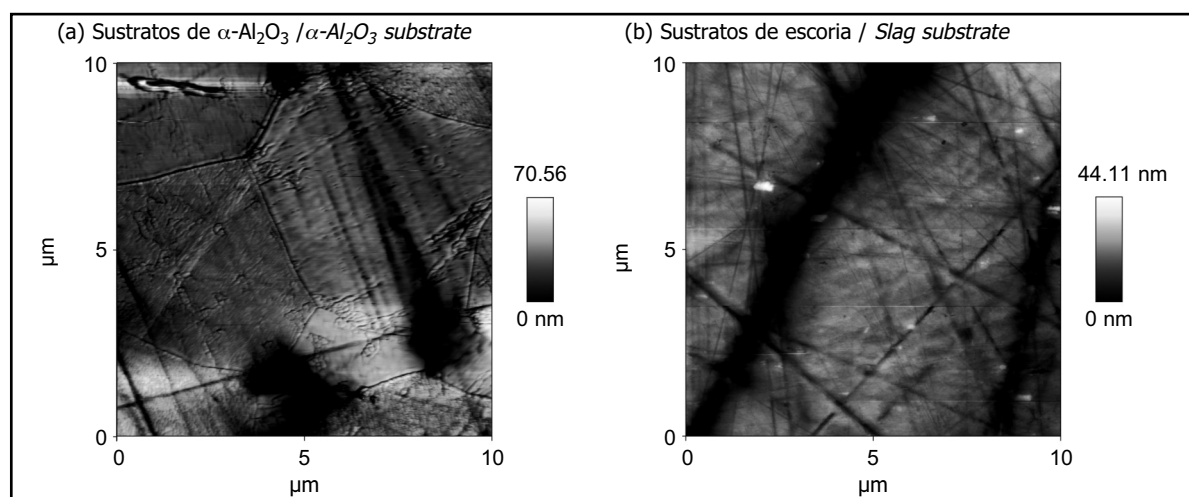 (a) Sustratos de α-Al₂O₃ /α-Al₂O₃ substrate
10
5
0
µm
0
5
10
µm
70.56
0 nm
(b) Sustratos de escoria / Slag substrate
10
5
0
µm
0
5
10
µm
44.11 nm
0 nm